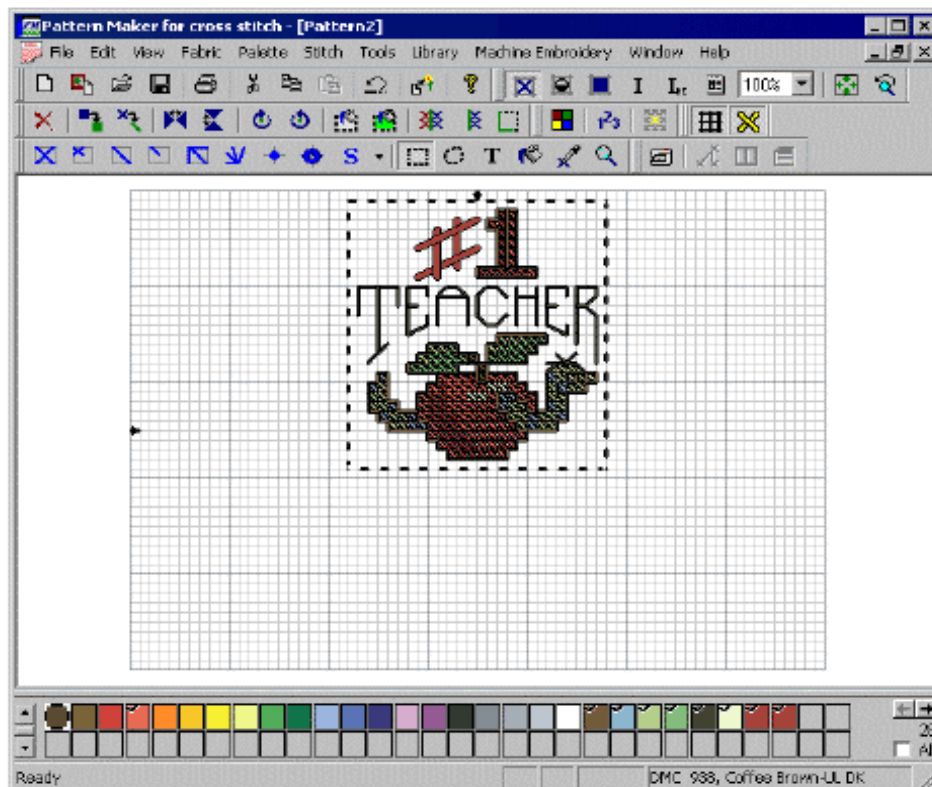 Pattern Maker for cross stitch - [Pattern2]
File Edit View Fabric Palette Stitch Tools Library Machine Embroidery Window Help
100%
S T
#1
TEACHER
Ready
DMC 938, Coffee Brown-UL DK